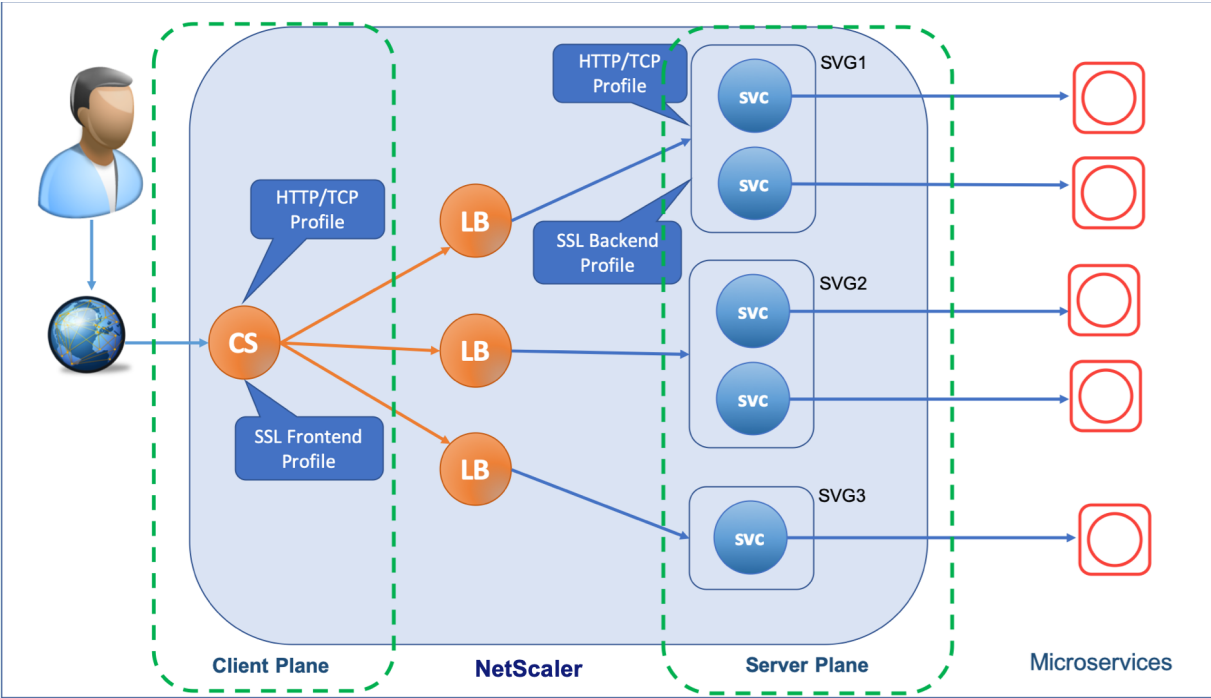 HTTP/TCP
Profile
SVG1
svc
svc
HTTP/TCP
Profile
LB
SSL Backend
Profile
SVG2
svc
CS
LB
svc
SSL Frontend
Profile
LB
SVG3
svc
Client Plane
NetScaler
Server Plane
Microservices